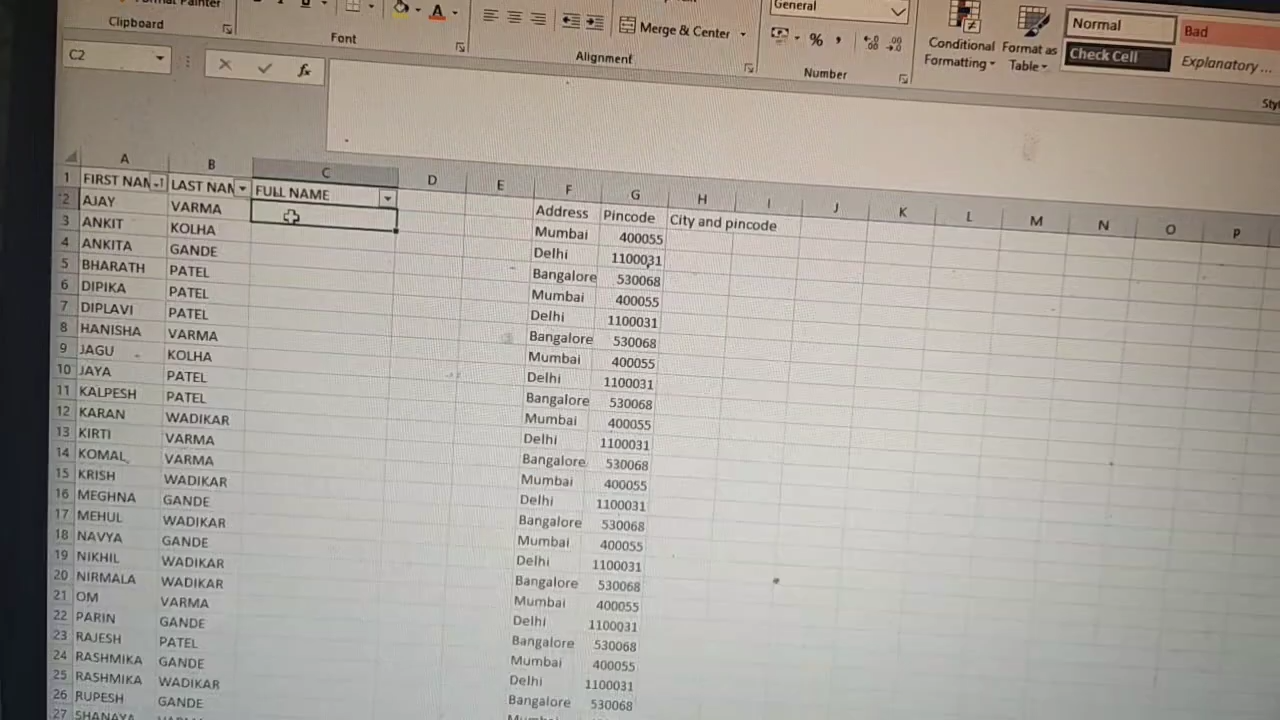 Format Painter
Clipboard
Font
Merge & Center
Alignment
General
%
Number
Conditional Formatting
Format as Table
Normal
Bad
Check Cell
Explanatory ...
C2
fx
A B C D E F G H I J K L M N O P
1 FIRST NAM LAST NAM FULL NAME Address Pincode City and pincode
2 AJAY VARMA Mumbai 400055
3 ANKIT KOLHA Delhi 1100031
4 ANKITA GANDE Bangalore 530068
5 BHARATH PATEL Mumbai 400055
6 DIPIKA PATEL Delhi 1100031
7 DIPLAVI PATEL Bangalore 530068
8 HANISHA VARMA Mumbai 400055
9 JAGU KOLHA Delhi 1100031
10 JAYA PATEL Bangalore 530068
11 KALPESH PATEL Mumbai 400055
12 KARAN WADIKAR Delhi 1100031
13 KIRTI VARMA Bangalore 530068
14 KOMAL VARMA Mumbai 400055
15 KRISH WADIKAR Delhi 1100031
16 MEGHNA GANDE Bangalore 530068
17 MEHUL WADIKAR Mumbai 400055
18 NAVYA GANDE Delhi 1100031
19 NIKHIL WADIKAR Bangalore 530068
20 NIRMALA WADIKAR Mumbai 400055
21 OM VARMA Delhi 1100031
22 PARIN GANDE Bangalore 530068
23 RAJESH PATEL Mumbai 400055
24 RASHMIKA GANDE Delhi 1100031
25 RASHMIKA WADIKAR Bangalore 530068
26 RUPESH GANDE
27 SHANAYA